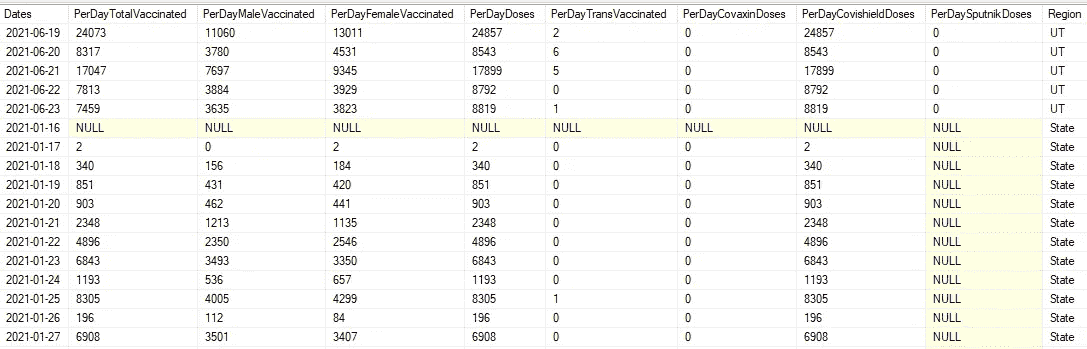 Dates PerDayTotalVaccinated PerDayMaleVaccinated PerDayFemaleVaccinated PerDayDoses PerDayTransVaccinated PerDayCovaxinDoses PerDayCovishieldDoses PerDaySputnikDoses Region
2021-06-19 24073 11060 13011 24857 2 0 24857 0 UT
2021-06-20 8317 3780 4531 8543 6 0 8543 0 UT
2021-06-21 17047 7697 9345 17899 5 0 17899 0 UT
2021-06-22 7813 3884 3929 8792 0 0 8792 0 UT
2021-06-23 7459 3635 3823 8819 1 0 8819 0 UT
2021-01-16 NULL NULL NULL NULL NULL NULL NULL NULL State
2021-01-17 2 0 2 2 0 0 2 NULL State
2021-01-18 340 156 184 340 0 0 340 NULL State
2021-01-19 851 431 420 851 0 0 851 NULL State
2021-01-20 903 462 441 903 0 0 903 NULL State
2021-01-21 2348 1213 1135 2348 0 0 2348 NULL State
2021-01-22 4896 2350 2546 4896 0 0 4896 NULL State
2021-01-23 6843 3493 3350 6843 0 0 6843 NULL State
2021-01-24 1193 536 657 1193 0 0 1193 NULL State
2021-01-25 8305 4005 4299 8305 1 0 8305 NULL State
2021-01-26 196 112 84 196 0 0 196 NULL State
2021-01-27 6908 3501 3407 6908 0 0 6908 NULL State